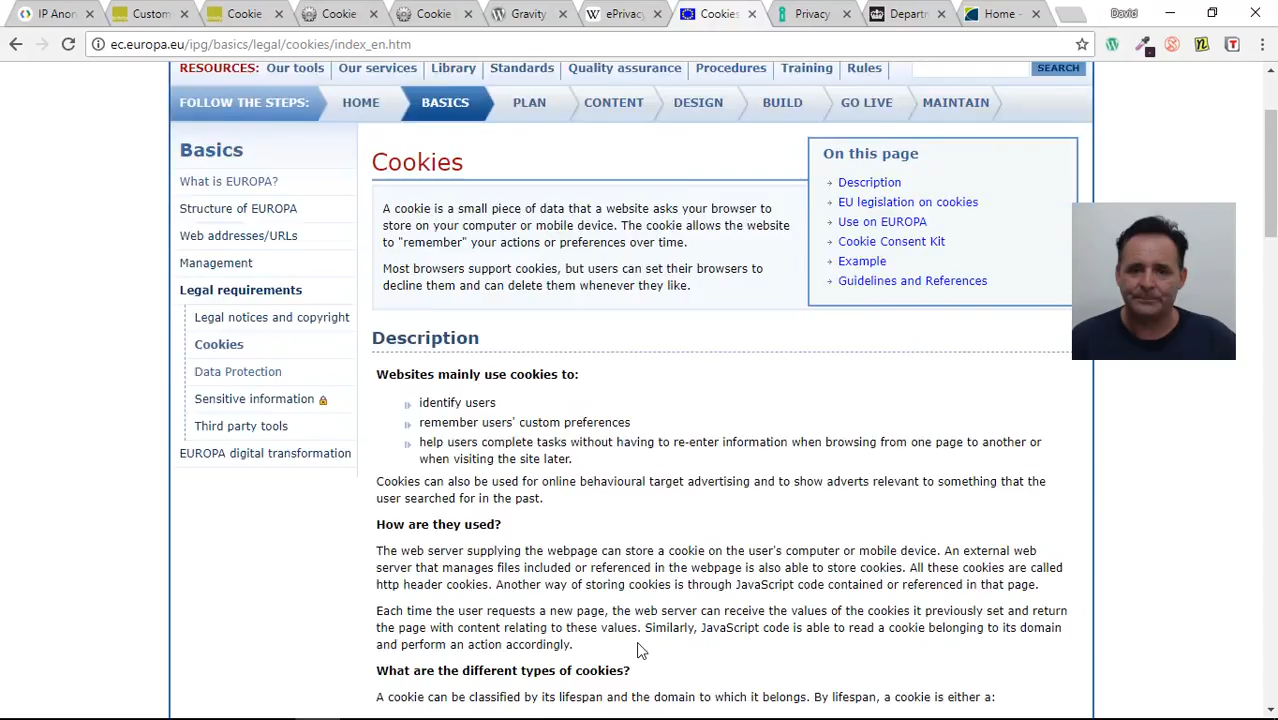 IP Anon
Custom
Cookie
Cookie
Cookie
Gravity
ePrivacy
Cookies
Privacy
Departm
Home –
David
ec.europa.eu/ipg/basics/legal/cookies/index_en.htm
RESOURCES: Our tools Our services Library Standards Quality assurance Procedures Training Rules SEARCH
FOLLOW THE STEPS: HOME BASICS PLAN CONTENT DESIGN BUILD GO LIVE MAINTAIN
Basics
What is EUROPA?
Structure of EUROPA
Web addresses/URLs
Management
Legal requirements
Legal notices and copyright
Cookies
Data Protection
Sensitive information
Third party tools
EUROPA digital transformation
Cookies
A cookie is a small piece of data that a website asks your browser to
store on your computer or mobile device. The cookie allows the website
to "remember" your actions or preferences over time.
Most browsers support cookies, but users can set their browsers to
decline them and can delete them whenever they like.
On this page
Description
EU legislation on cookies
Use on EUROPA
Cookie Consent Kit
Example
Guidelines and References
Description
Websites mainly use cookies to:
identify users
remember users' custom preferences
help users complete tasks without having to re-enter information when browsing from one page to another or
when visiting the site later.
Cookies can also be used for online behavioural target advertising and to show adverts relevant to something that the
user searched for in the past.
How are they used?
The web server supplying the webpage can store a cookie on the user's computer or mobile device. An external web
server that manages files included or referenced in the webpage is also able to store cookies. All these cookies are called
http header cookies. Another way of storing cookies is through JavaScript code contained or referenced in that page.
Each time the user requests a new page, the web server can receive the values of the cookies it previously set and return
the page with content relating to these values. Similarly, JavaScript code is able to read a cookie belonging to its domain
and perform an action accordingly.
What are the different types of cookies?
A cookie can be classified by its lifespan and the domain to which it belongs. By lifespan, a cookie is either a: